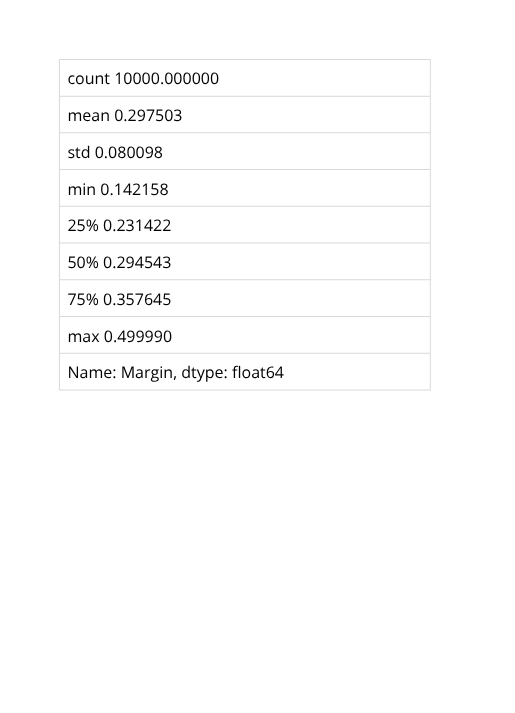 count 10000.000000
mean 0.297503
std 0.080098
min 0.142158
25% 0.231422
50% 0.294543
75% 0.357645
max 0.499990
Name: Margin, dtype: float64